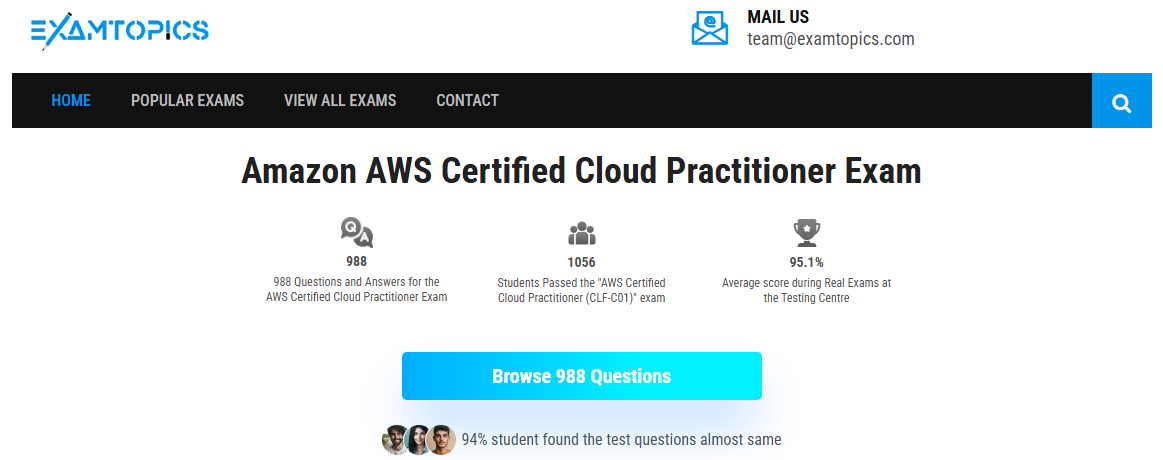 EXAMTOPICS
MAIL US
team@examtopics.com
HOME POPULAR EXAMS VIEW ALL EXAMS CONTACT
Amazon AWS Certified Cloud Practitioner Exam
Q A
988
988 Questions and Answers for the
AWS Certified Cloud Practitioner Exam
1056
Students Passed the "AWS Certified
Cloud Practitioner (CLF-C01)" exam
95.1%
Average score during Real Exams at
the Testing Centre
Browse 988 Questions
94% student found the test questions almost same